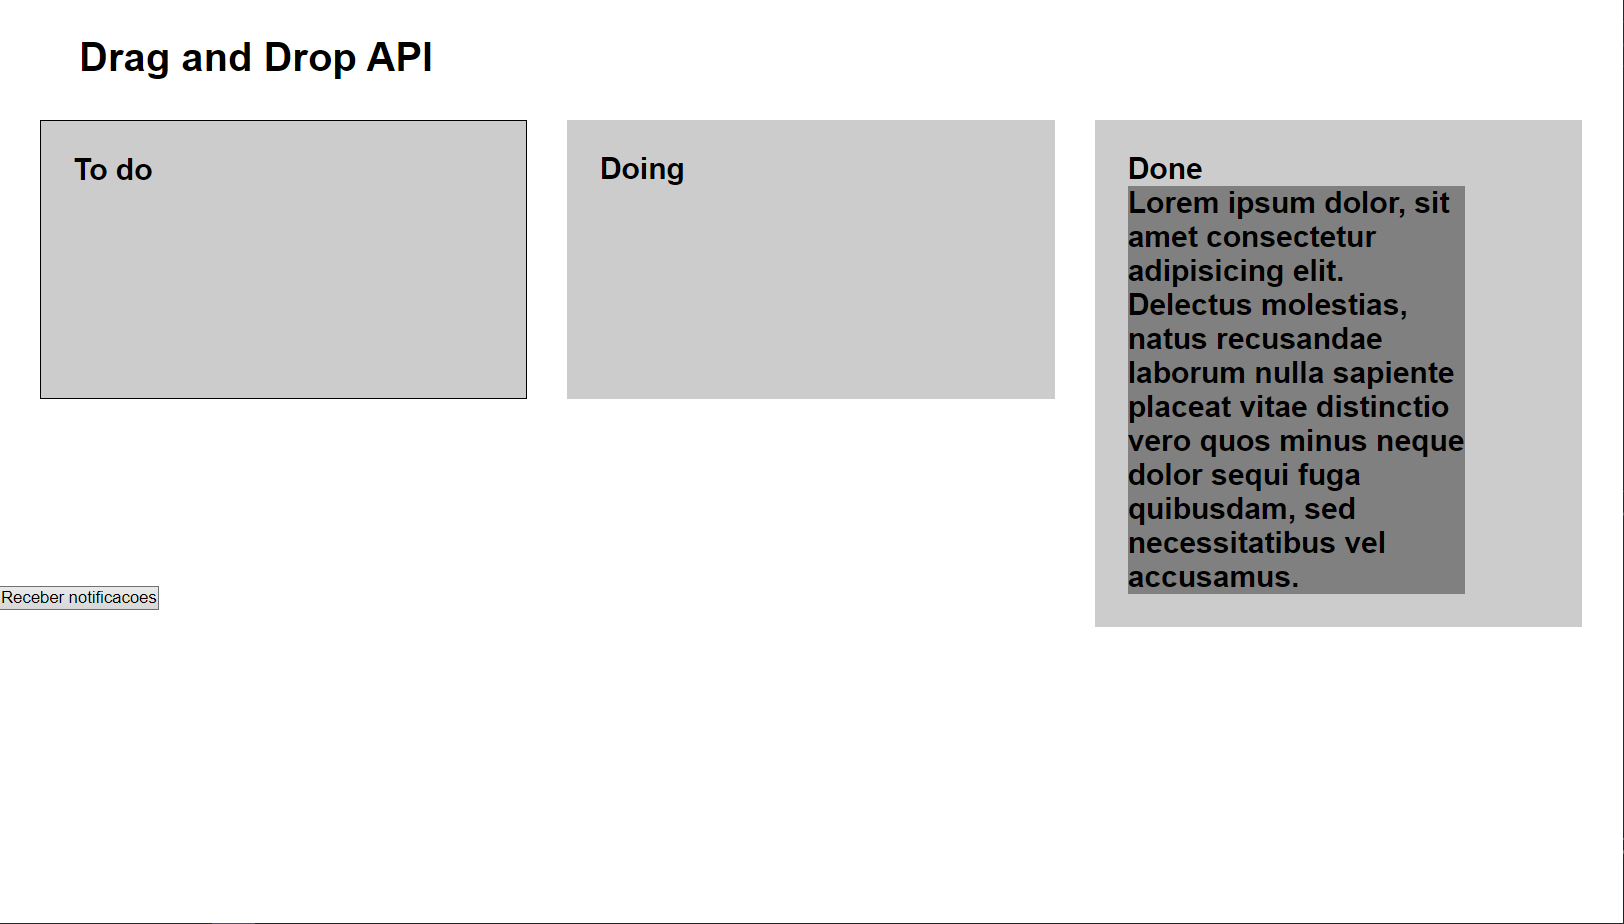 Drag and Drop API
To do
Doing
Done
Lorem ipsum dolor, sit
amet consectetur
adipisicing elit.
Delectus molestias,
natus recusandae
laborum nulla sapiente
placeat vitae distinctio
vero quos minus neque
dolor sequi fuga
quibusdam, sed
necessitatibus vel
accusamus.
Receber notificacoes